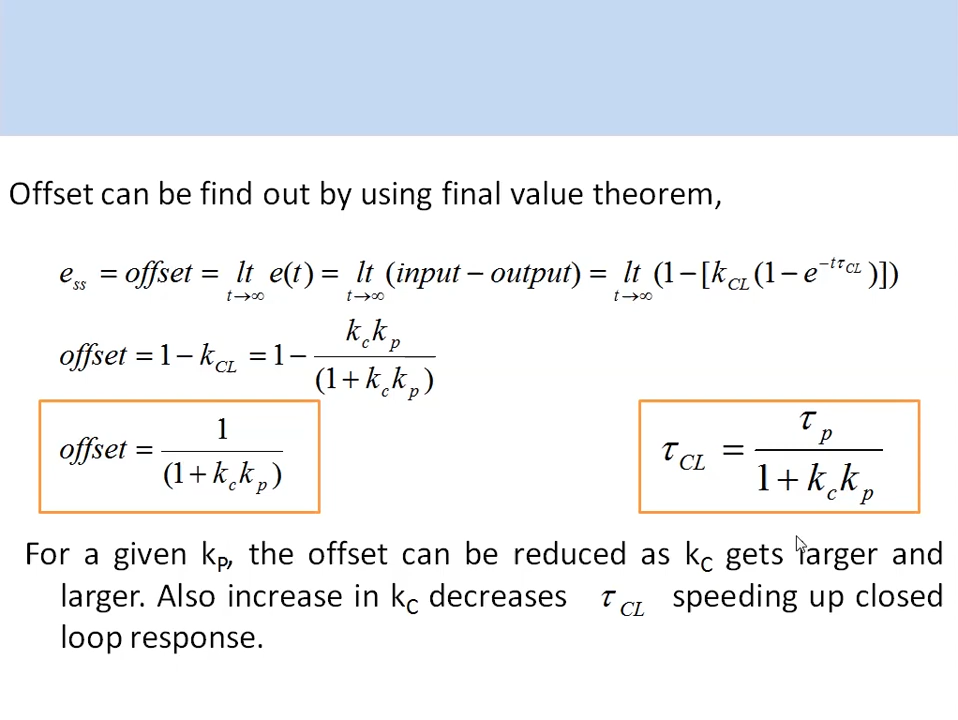 Offset can be find out by using final value theorem,
e_ss = offset = lt_{t→∞} e(t) = lt_{t→∞} (input − output) = lt_{t→∞} (1−[k_CL(1−e^{−tτ_CL})])
offset = 1 − k_CL = 1 − k_c k_p / (1 + k_c k_p)
offset = 1 / (1 + k_c k_p)
τ_CL = τ_p / 1 + k_c k_p
For a given k_P, the offset can be reduced as k_C gets larger and
larger. Also increase in k_C decreases τ_CL speeding up closed
loop response.